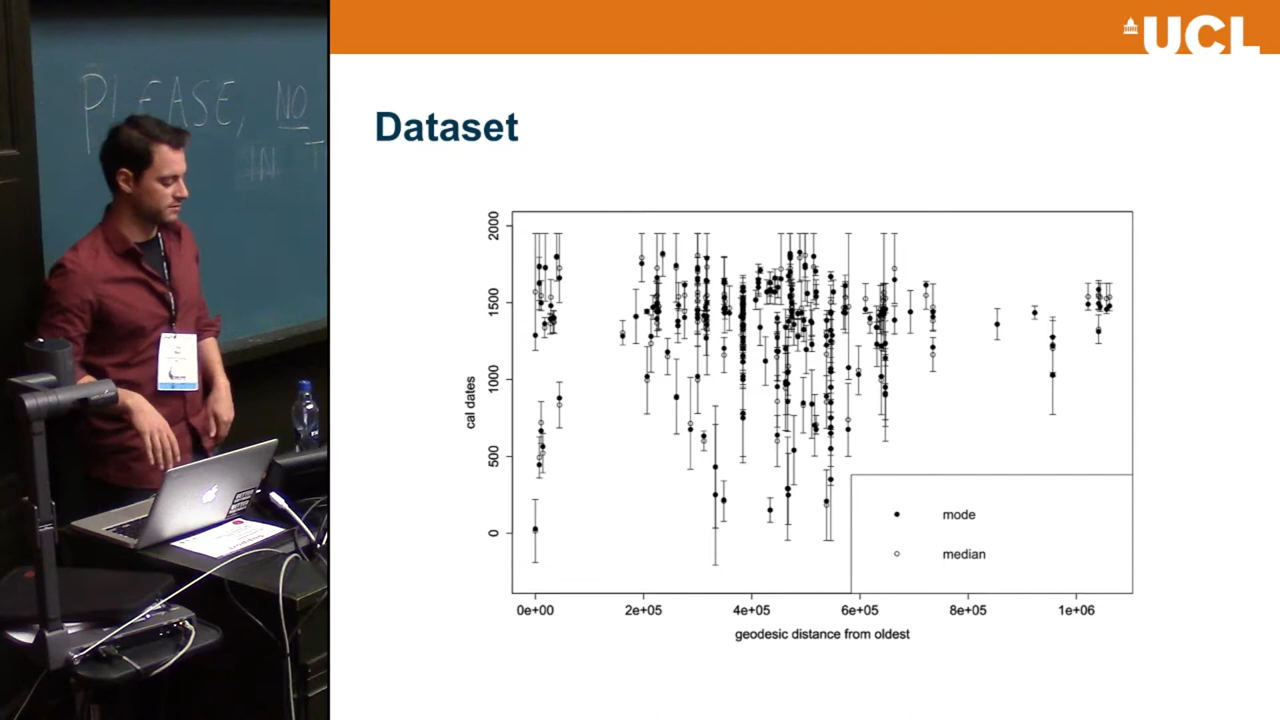 PLEASE, NO
IN T
UCL
Dataset
2000
1500
1000
500
0
cal dates
mode
median
0e+00 2e+05 4e+05 6e+05 8e+05 1e+06
geodesic distance from oldest